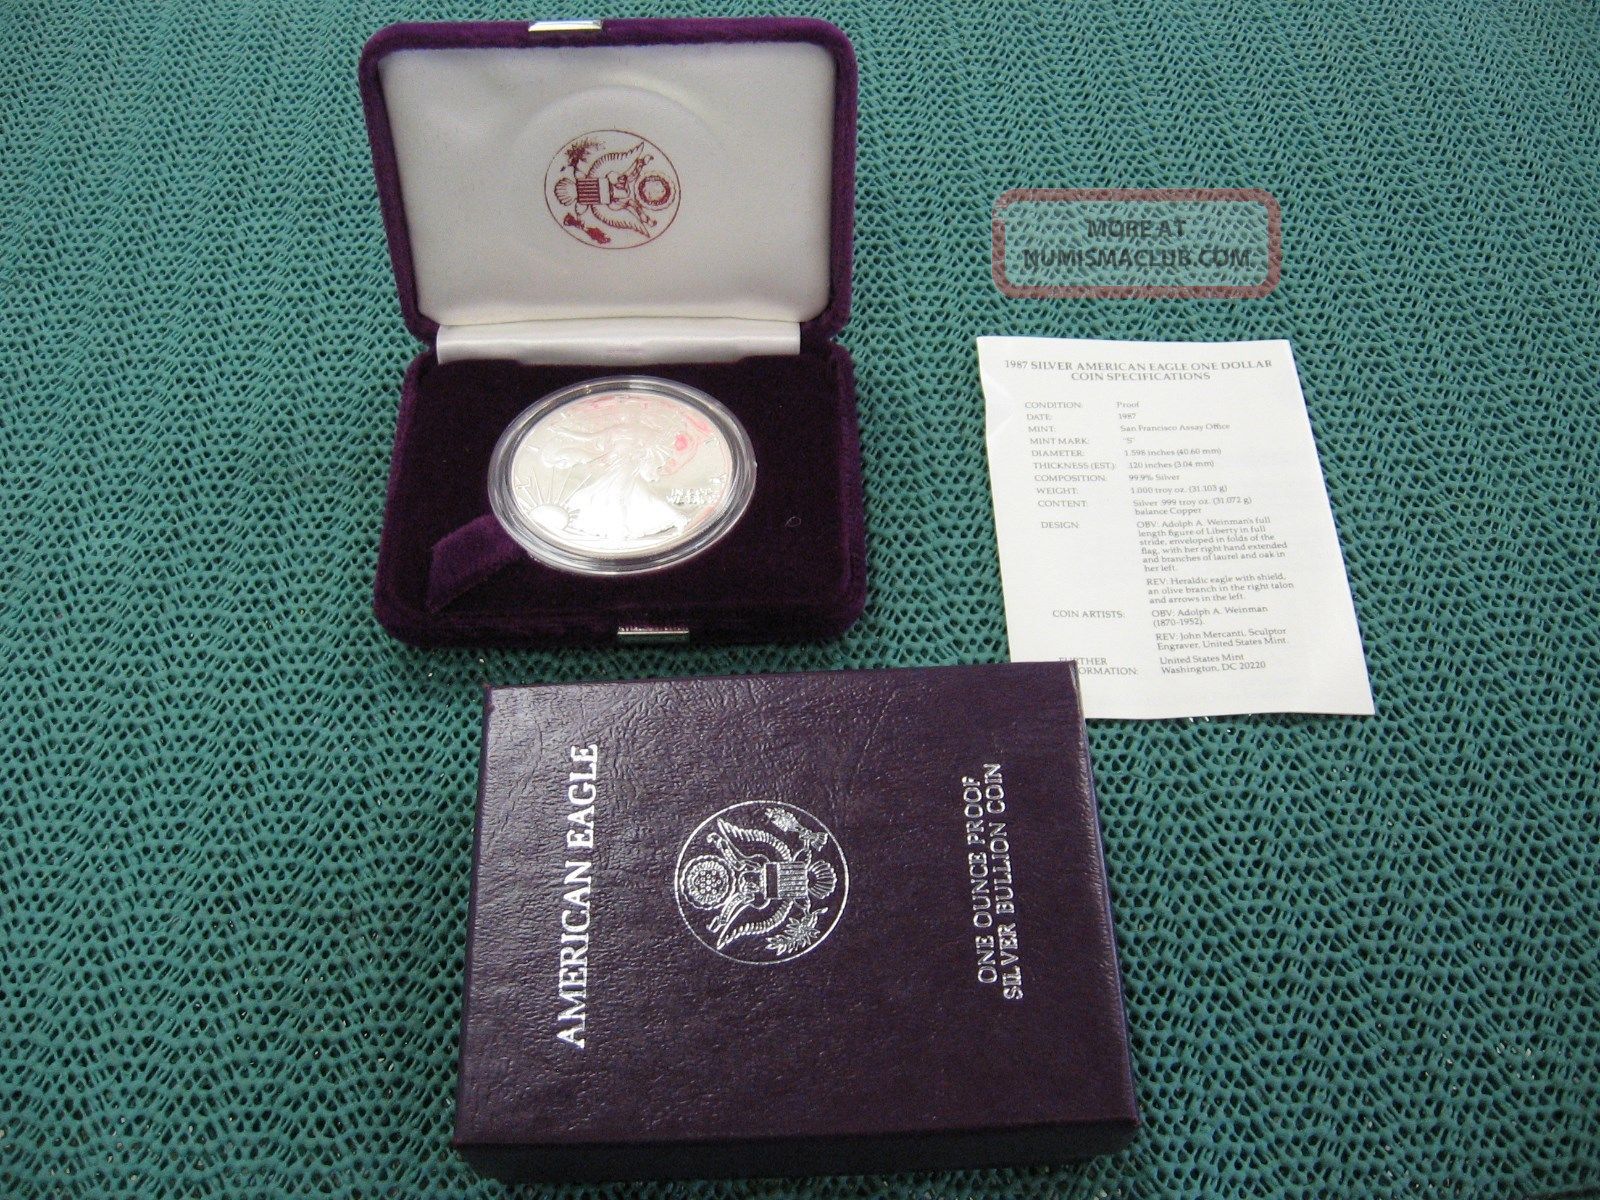 MORE AT
NUMISMACLUB.COM
1987 SILVER AMERICAN EAGLE ONE DOLLAR
COIN SPECIFICATIONS
CONDITION: Proof
DATE: 1987
MINT: San Francisco Assay Office
MINT MARK: "S"
DIAMETER: 1.598 inches (40.60 mm)
THICKNESS (EST): .120 inches (3.04 mm)
COMPOSITION: 99.9% Silver
WEIGHT: 1.000 troy oz. (31.103 g)
CONTENT: Silver .999 troy oz. (31.072 g)
balance Copper
DESIGN: OBV: Adolph A. Weinman's full
length figure of Liberty in full
stride, enveloped in folds of the
flag, with her right hand extended
and branches of laurel and oak in
her left.
REV: Heraldic eagle with shield,
an olive branch in the right talon
and arrows in the left.
COIN ARTISTS: OBV: Adolph A. Weinman
(1870-1952).
REV: John Mercanti, Sculptor
Engraver, United States Mint.
United States Mint
Washington, DC 20220
AMERICAN EAGLE
ONE OUNCE PROOF
SILVER BULLION COIN